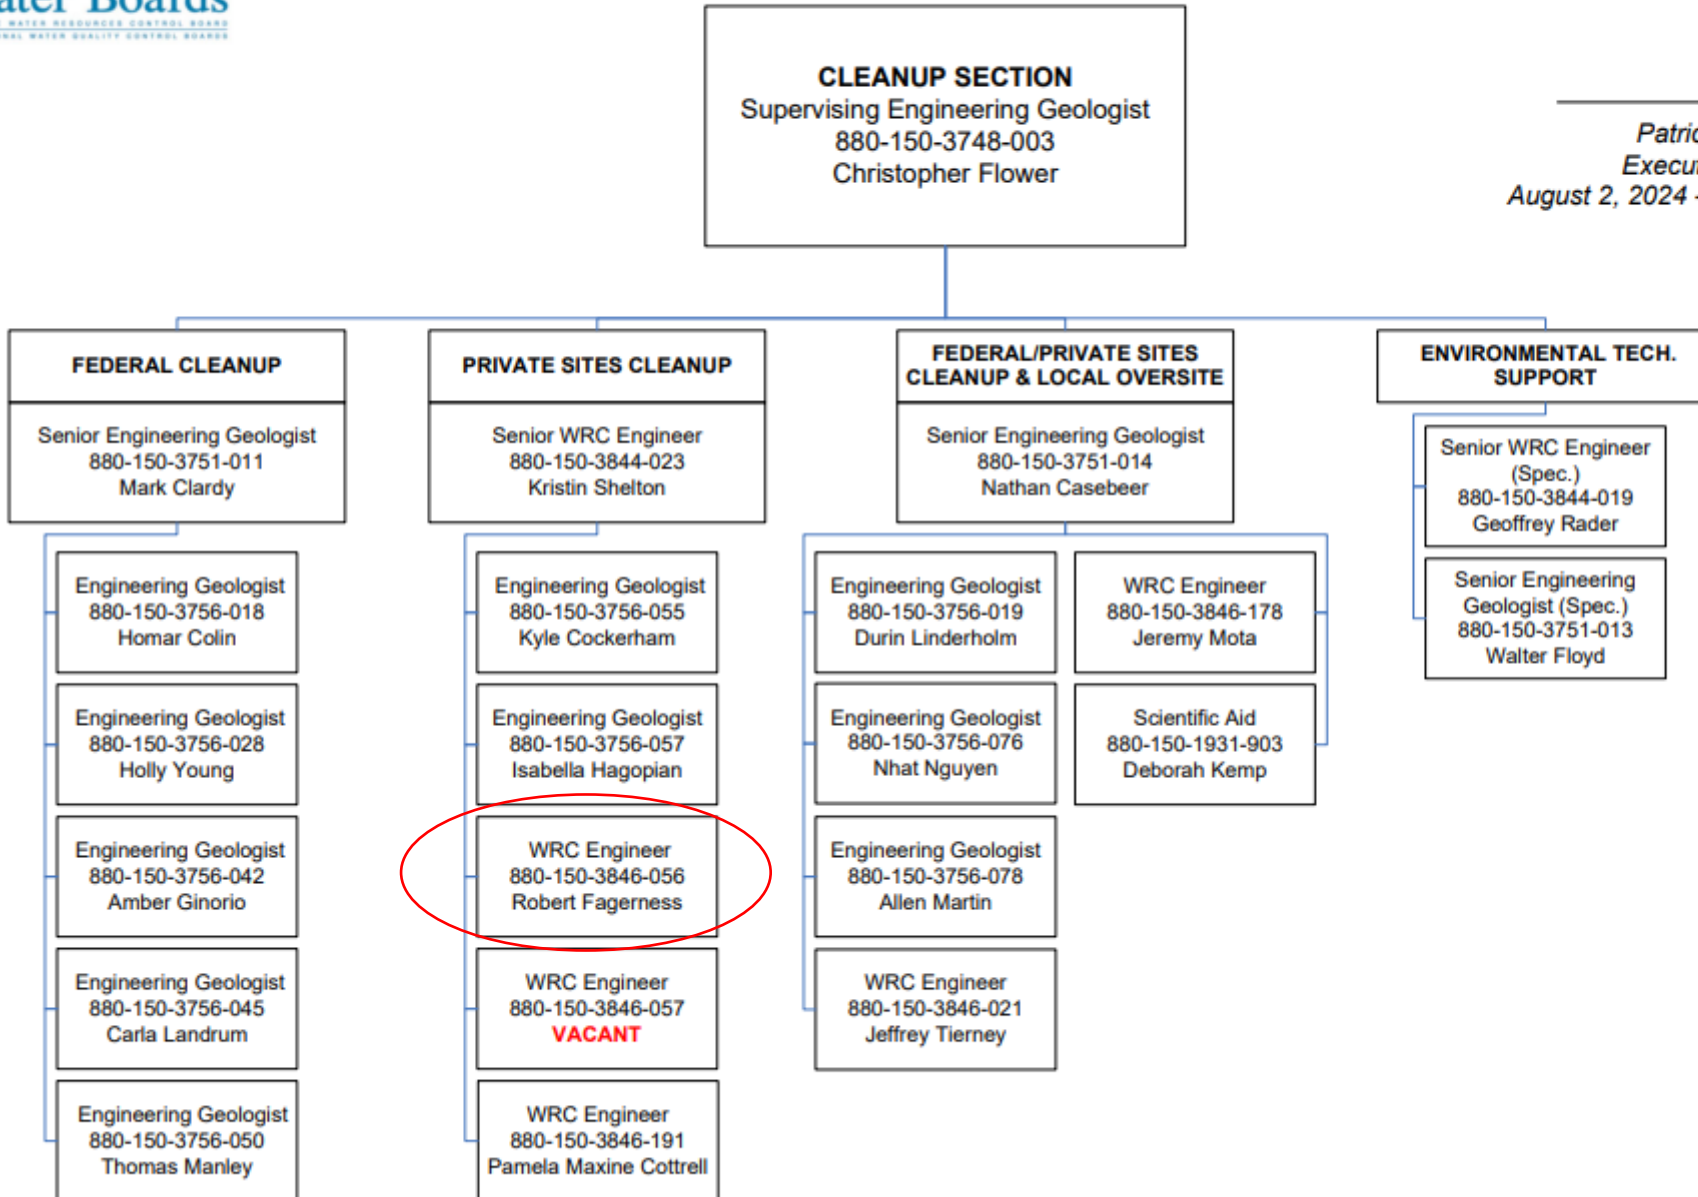 Water Boards
WATER RESOURCES CONTROL BOARD
WATER QUALITY CONTROL BOARDS
CLEANUP SECTION
Supervising Engineering Geologist
880-150-3748-003
Christopher Flower
August 2, 2024 -
FEDERAL CLEANUP
Senior Engineering Geologist
880-150-3751-011
Mark Clardy
Engineering Geologist
880-150-3756-018
Homar Colin
Engineering Geologist
880-150-3756-028
Holly Young
Engineering Geologist
880-150-3756-042
Amber Ginorio
Engineering Geologist
880-150-3756-045
Carla Landrum
Engineering Geologist
880-150-3756-050
Thomas Manley
PRIVATE SITES CLEANUP
Senior WRC Engineer
880-150-3844-023
Kristin Shelton
Engineering Geologist
880-150-3756-055
Kyle Cockerham
Engineering Geologist
880-150-3756-057
Isabella Hagopian
WRC Engineer
880-150-3846-056
Robert Fagerness
WRC Engineer
880-150-3846-057
VACANT
WRC Engineer
880-150-3846-191
Pamela Maxine Cottrell
FEDERAL/PRIVATE SITES
CLEANUP & LOCAL OVERSITE
Senior Engineering Geologist
880-150-3751-014
Nathan Casebeer
Engineering Geologist
880-150-3756-019
Durin Linderholm
Engineering Geologist
880-150-3756-076
Nhat Nguyen
Engineering Geologist
880-150-3756-078
Allen Martin
WRC Engineer
880-150-3846-021
Jeffrey Tierney
WRC Engineer
880-150-3846-178
Jeremy Mota
Scientific Aid
880-150-1931-903
Deborah Kemp
ENVIRONMENTAL TECH.
SUPPORT
Senior WRC Engineer
(Spec.)
880-150-3844-019
Geoffrey Rader
Senior Engineering
Geologist (Spec.)
880-150-3751-013
Walter Floyd